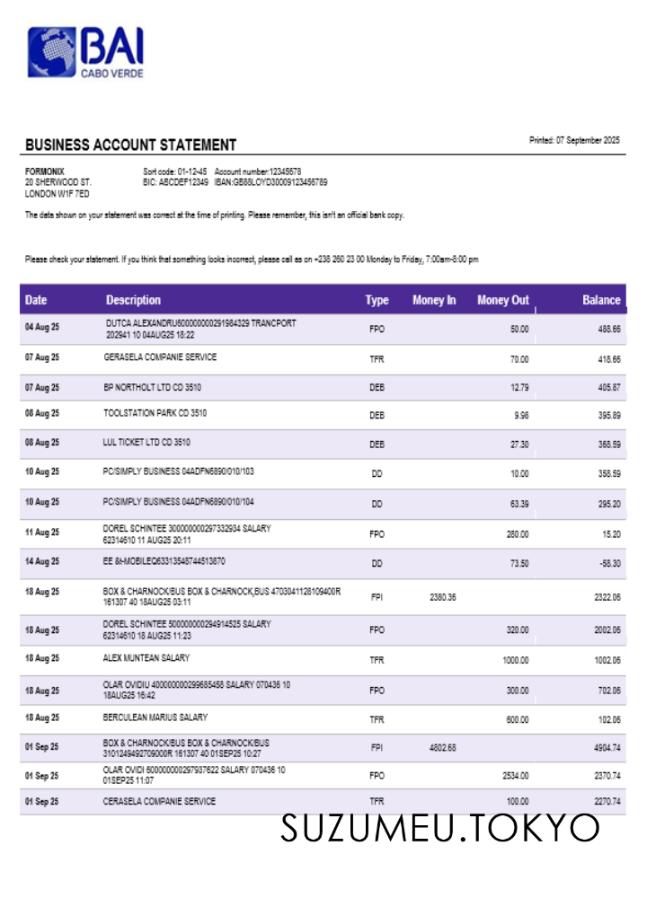 BAI
CABO VERDE
BUSINESS ACCOUNT STATEMENT
Printed: 07 September 2025
FORMONIX Sort code: 01-12-45 Account number:12345678
20 SHERWOOD ST. BIC: ABCDEF12349 IBAN:GB88LOYD30009123456789
LONDON W1F 7ED
The data shown on your statement was correct at the time of printing. Please remember, this isn't an official bank copy.
Please check your statement. If you think that something looks incorrect, please call as on +238 260 23 00 Monday to Friday, 7:00am-8:00 pm
Date Description Type Money In Money Out Balance
04 Aug 25 DUTCA ALEXANDRU600000000291984329 TRANCPORT FPO 50.00 488.66
202941 10 04AUG25 18:22
07 Aug 25 GERASELA COMPANIE SERVICE TFR 70.00 418.66
07 Aug 25 BP NORTHOLT LTD CD 3510 DEB 12.79 405.87
08 Aug 25 TOOLSTATION PARK CD 3510 DEB 9.98 395.89
08 Aug 25 LUL TICKET LTD CD 3510 DEB 27.30 368.59
10 Aug 25 PC/SIMPLY BUSINESS 04ADFN6890/010/103 DD 10.00 358.59
10 Aug 25 PC/SIMPLY BUSINESS 04ADFN6890/010/104 DD 63.39 295.20
11 Aug 25 DOREL SCHINTEE 300000000297332934 SALARY FPO 280.00 15.20
62314610 11 AUG25 20:11
14 Aug 25 EE &I-MOBILEQ63313548744513870 DD 73.50 -58.30
18 Aug 25 BOX & CHARNOCK/BUS BOX & CHARNOCK,BUS 4703041128109400R FPI 2380.36 2322.06
161307 40 18AUG25 03:11
18 Aug 25 DOREL SCHINTEE 500000000294914525 SALARY FPO 320.00 2002.06
62314610 18 AUG25 11:23
18 Aug 25 ALEX MUNTEAN SALARY TFR 1000.00 1002.06
18 Aug 25 OLAR OVIDIU 400000000299685458 SALARY 070436 10 FPO 300.00 702.06
18AUG25 16:42
18 Aug 25 BERCULEAN MARIUS SALARY TFR 600.00 102.06
01 Sep 25 BOX & CHARNOCK/BUS BOX & CHARNOCK/BUS FPI 4802.68 4904.74
3101249492709000R 161307 40 01SEP25 10:27
01 Sep 25 OLAR OVIDI 600000000297937622 SALARY 070436 10 FPO 2534.00 2370.74
01SEP25 11:07
01 Sep 25 CERASELA COMPANIE SERVICE TFR 100.00 2270.74
SUZUMEU.TOKYO